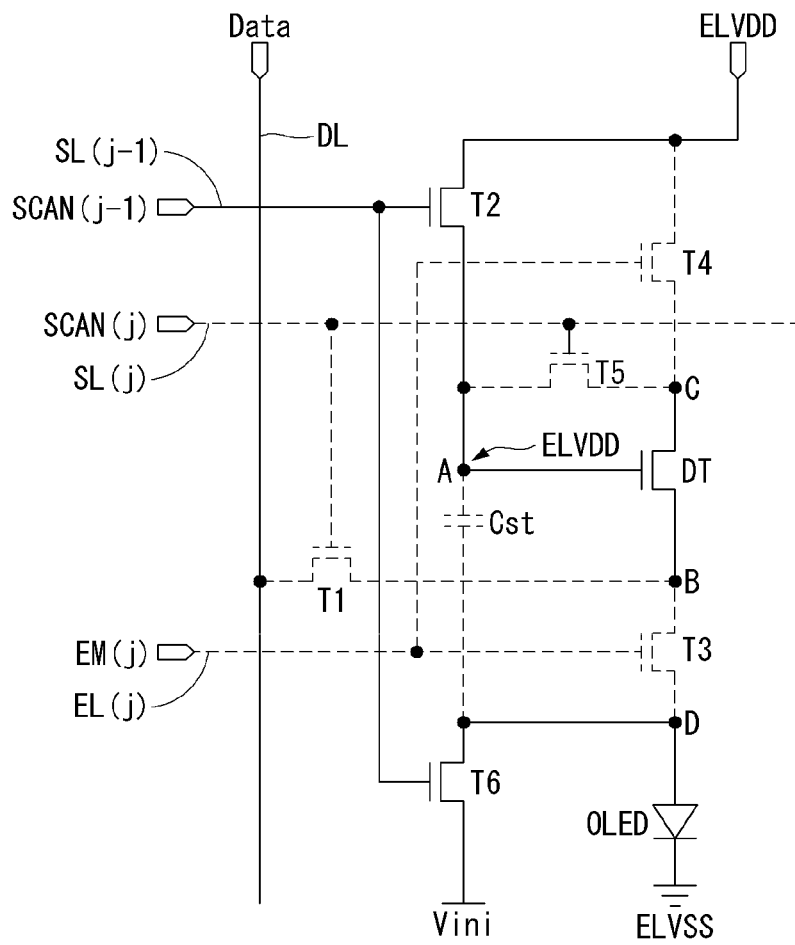 Data
ELVDD
DL
SL(j-1)
SCAN(j-1)
T2
T4
SCAN(j)
SL(j)
T5
C
ELVDD
A
DT
Cst
T1
B
EM(j)
T3
EL(j)
D
T6
OLED
Vini
ELVSS